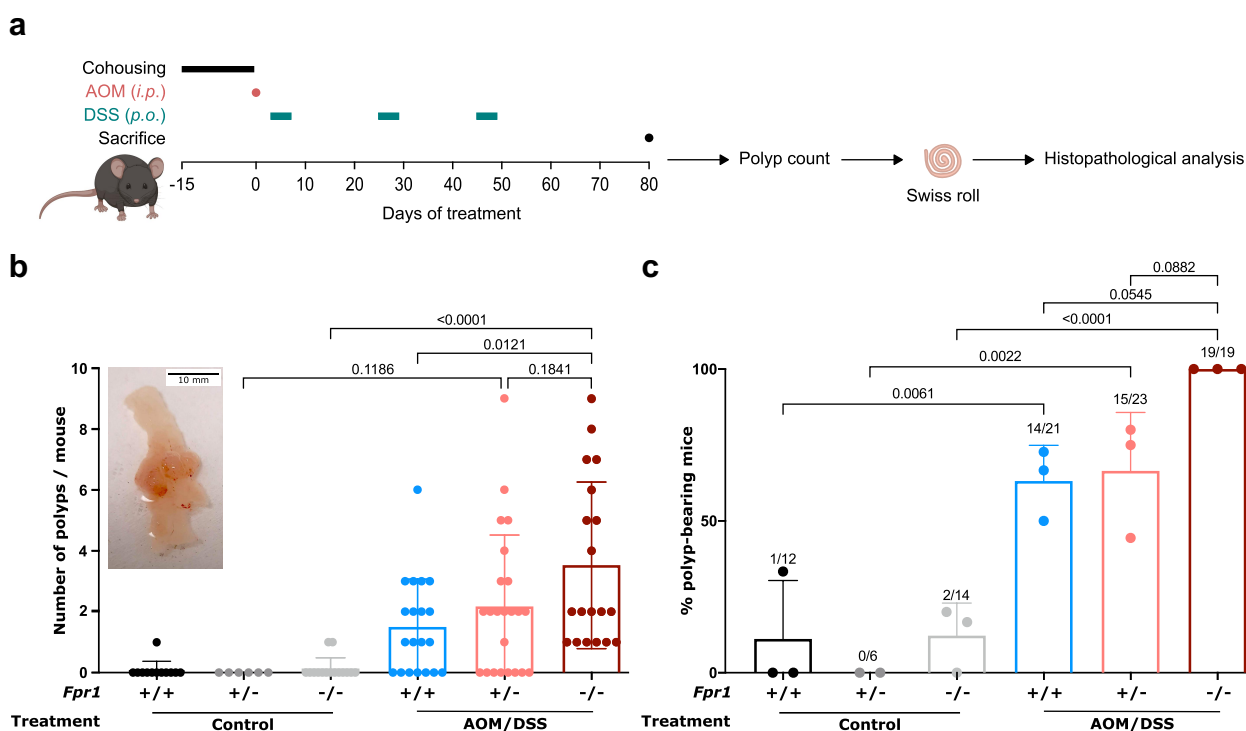 a
Cohousing
AOM (i.p.)
DSS (p.o.)
Sacrifice
-15 0 10 20 30 40 50 60 70 80
Days of treatment
Polyp count
Swiss roll
Histopathological analysis
b
<0.0001
0.0121
0.1186 0.1841
Number of polyps / mouse
10
8
6
4
2
0
10 mm
Fpr1 +/+ +/- -/- +/+ +/- -/-
Treatment Control AOM/DSS
c
0.0882
0.0545
<0.0001
0.0022
0.0061
% polyp-bearing mice
100
50
0
1/12 0/6 2/14 14/21 15/23 19/19
Fpr1 +/+ +/- -/- +/+ +/- -/-
Treatment Control AOM/DSS